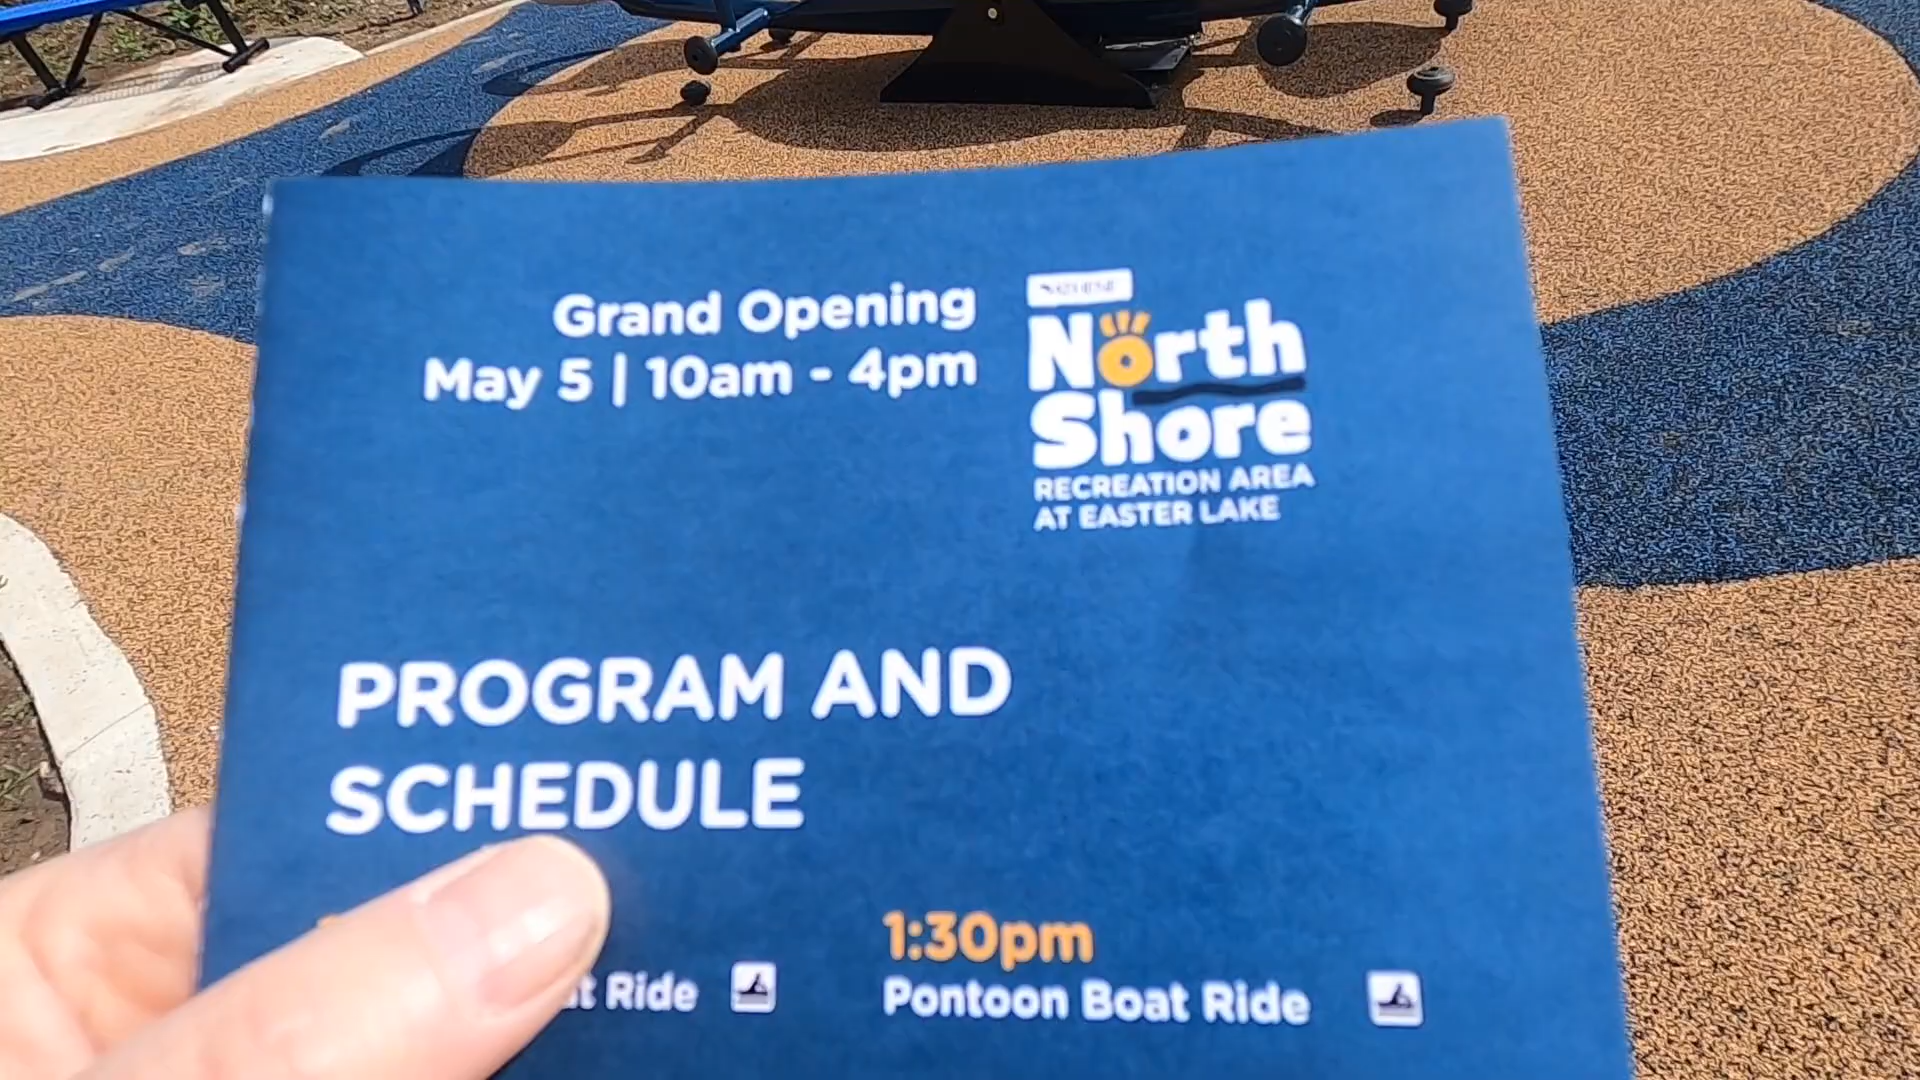 Grand Opening
May 5 | 10am - 4pm
North
Shore
RECREATION AREA
AT EASTER LAKE
PROGRAM AND
SCHEDULE
Ride
1:30pm
Pontoon Boat Ride